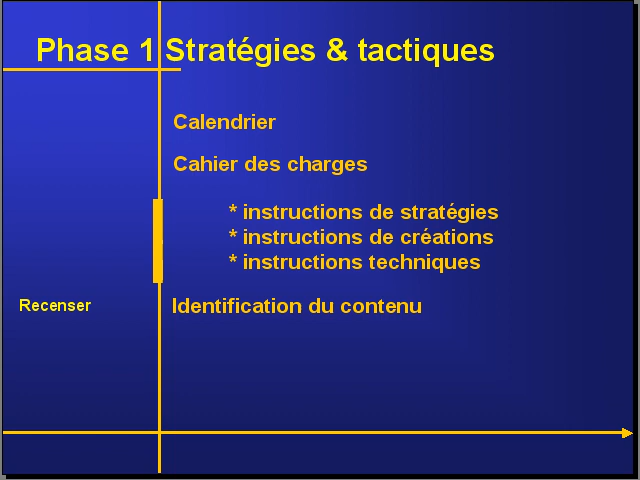 Phase 1 Stratégies & tactiques
Calendrier
Cahier des charges
* instructions de stratégies
* instructions de créations
* instructions techniques
Recenser
Identification du contenu